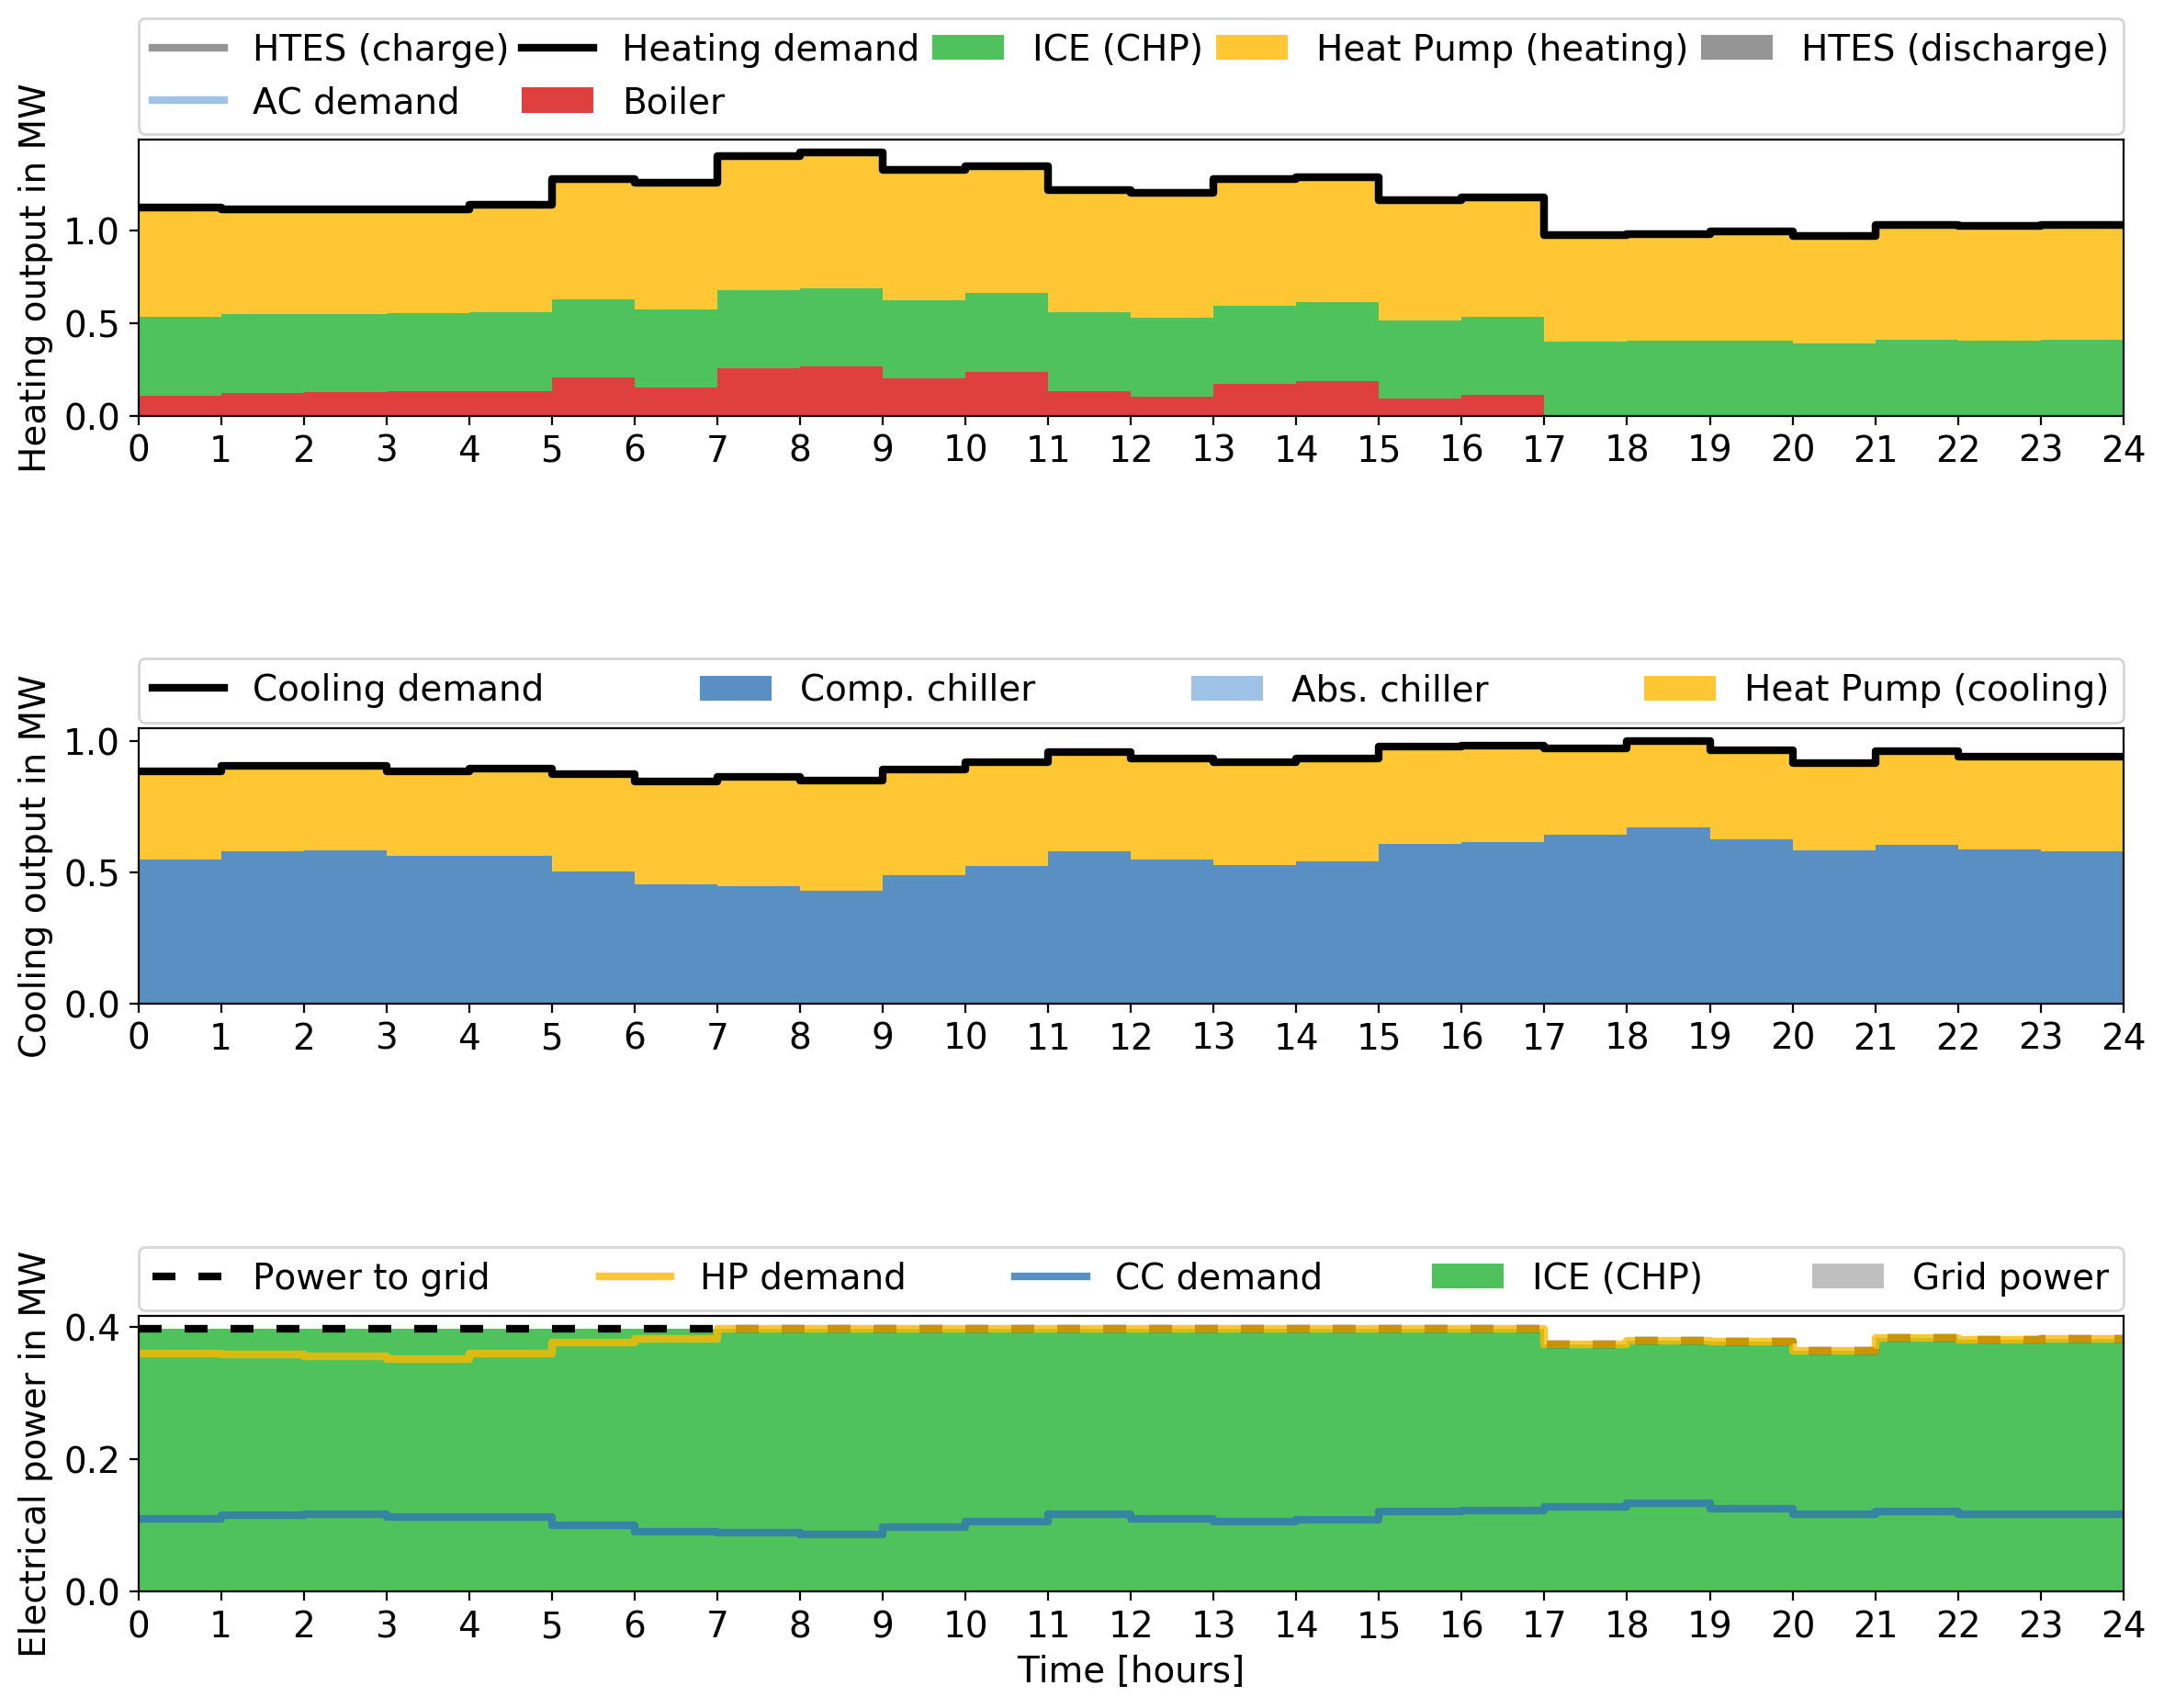 HTES (charge) Heating demand ICE (CHP) Heat Pump (heating) HTES (discharge)
AC demand Boiler
Heating output in MW
1.0
0.5
0.0
0 1 2 3 4 5 6 7 8 9 10 11 12 13 14 15 16 17 18 19 20 21 22 23 24
Cooling demand Comp. chiller Abs. chiller Heat Pump (cooling)
Cooling output in MW
1.0
0.5
0.0
0 1 2 3 4 5 6 7 8 9 10 11 12 13 14 15 16 17 18 19 20 21 22 23 24
Power to grid HP demand CC demand ICE (CHP) Grid power
Electrical power in MW
0.4
0.2
0.0
0 1 2 3 4 5 6 7 8 9 10 11 12 13 14 15 16 17 18 19 20 21 22 23 24
Time [hours]